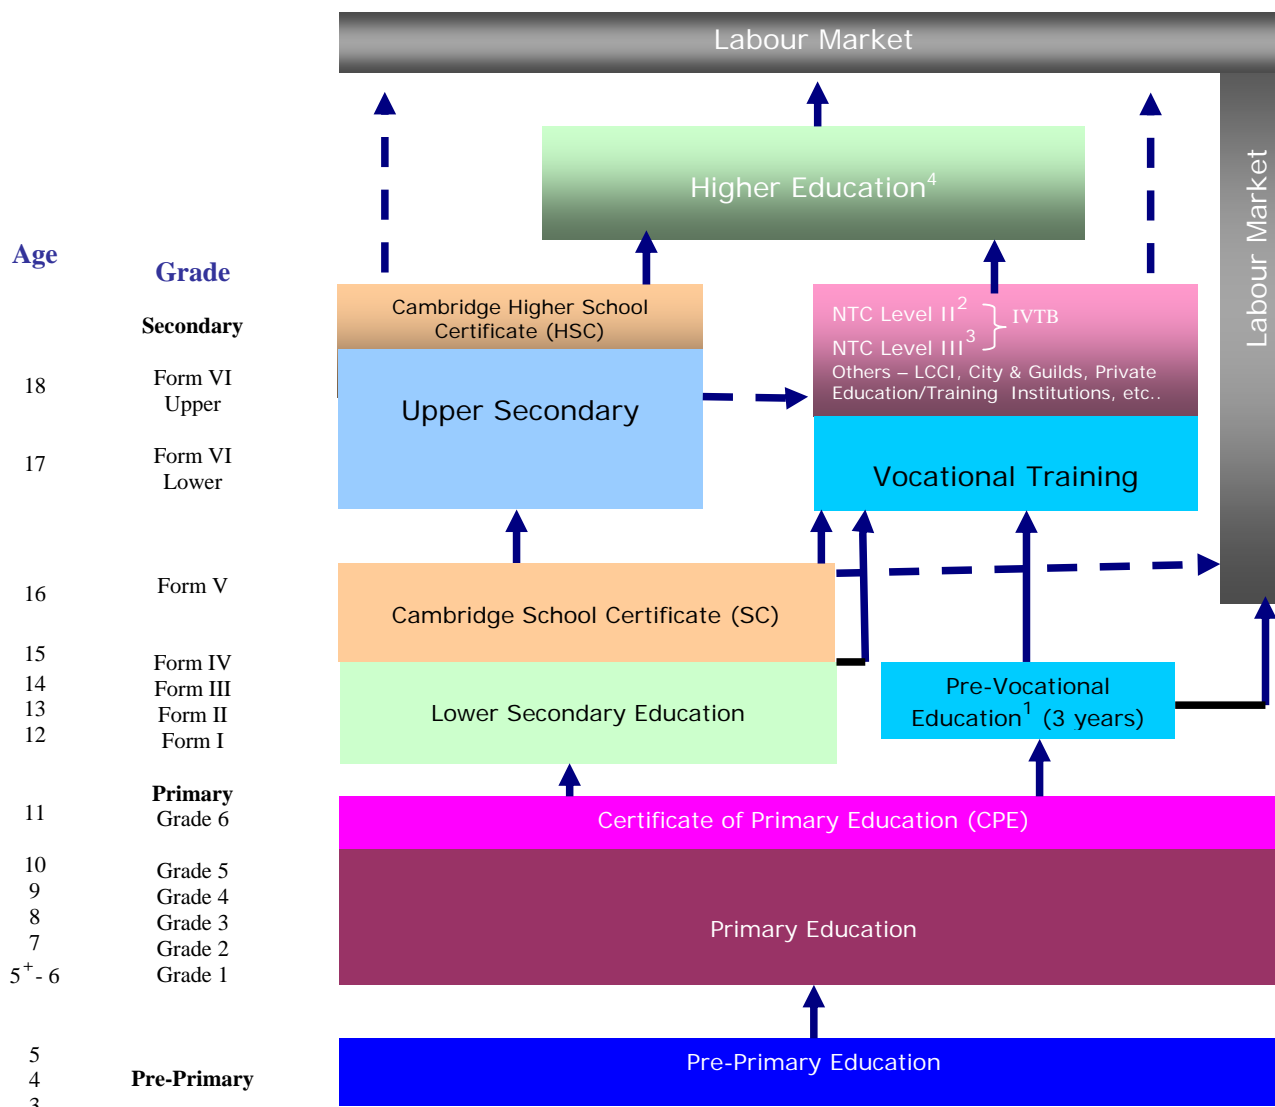 Labour Market
Labour Market
Higher Education4
Age
Grade
Secondary
Cambridge Higher School
Certificate (HSC)
NTC Level II2
IVTB
NTC Level III3
Others – LCCI, City & Guilds, Private
Education/Training Institutions, etc..
18
Form VI
Upper
Upper Secondary
17
Form VI
Lower
Vocational Training
16
Form V
Cambridge School Certificate (SC)
15
Form IV
14
Form III
13
Form II
12
Form I
Lower Secondary Education
Pre-Vocational
Education1 (3 years)
Primary
11
Grade 6
Certificate of Primary Education (CPE)
10
Grade 5
9
Grade 4
8
Grade 3
7
Grade 2
5+- 6
Grade 1
Primary Education
5
4
3
Pre-Primary
Pre-Primary Education